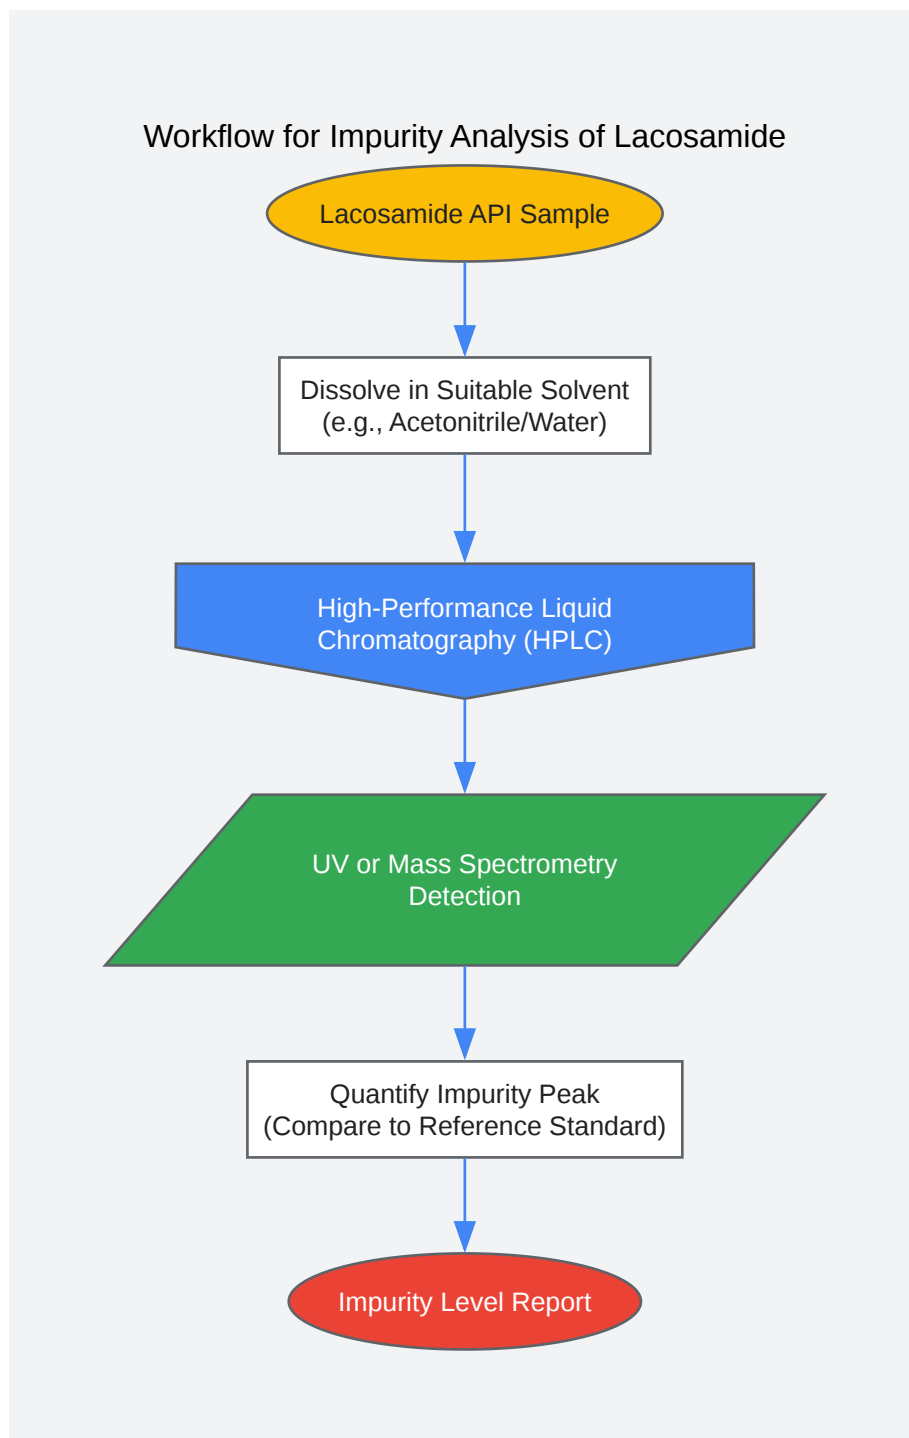 Workflow for Impurity Analysis of Lacosamide
Lacosamide API Sample
Dissolve in Suitable Solvent
(e.g., Acetonitrile/Water)
High-Performance Liquid
Chromatography (HPLC)
UV or Mass Spectrometry
Detection
Quantify Impurity Peak
(Compare to Reference Standard)
Impurity Level Report